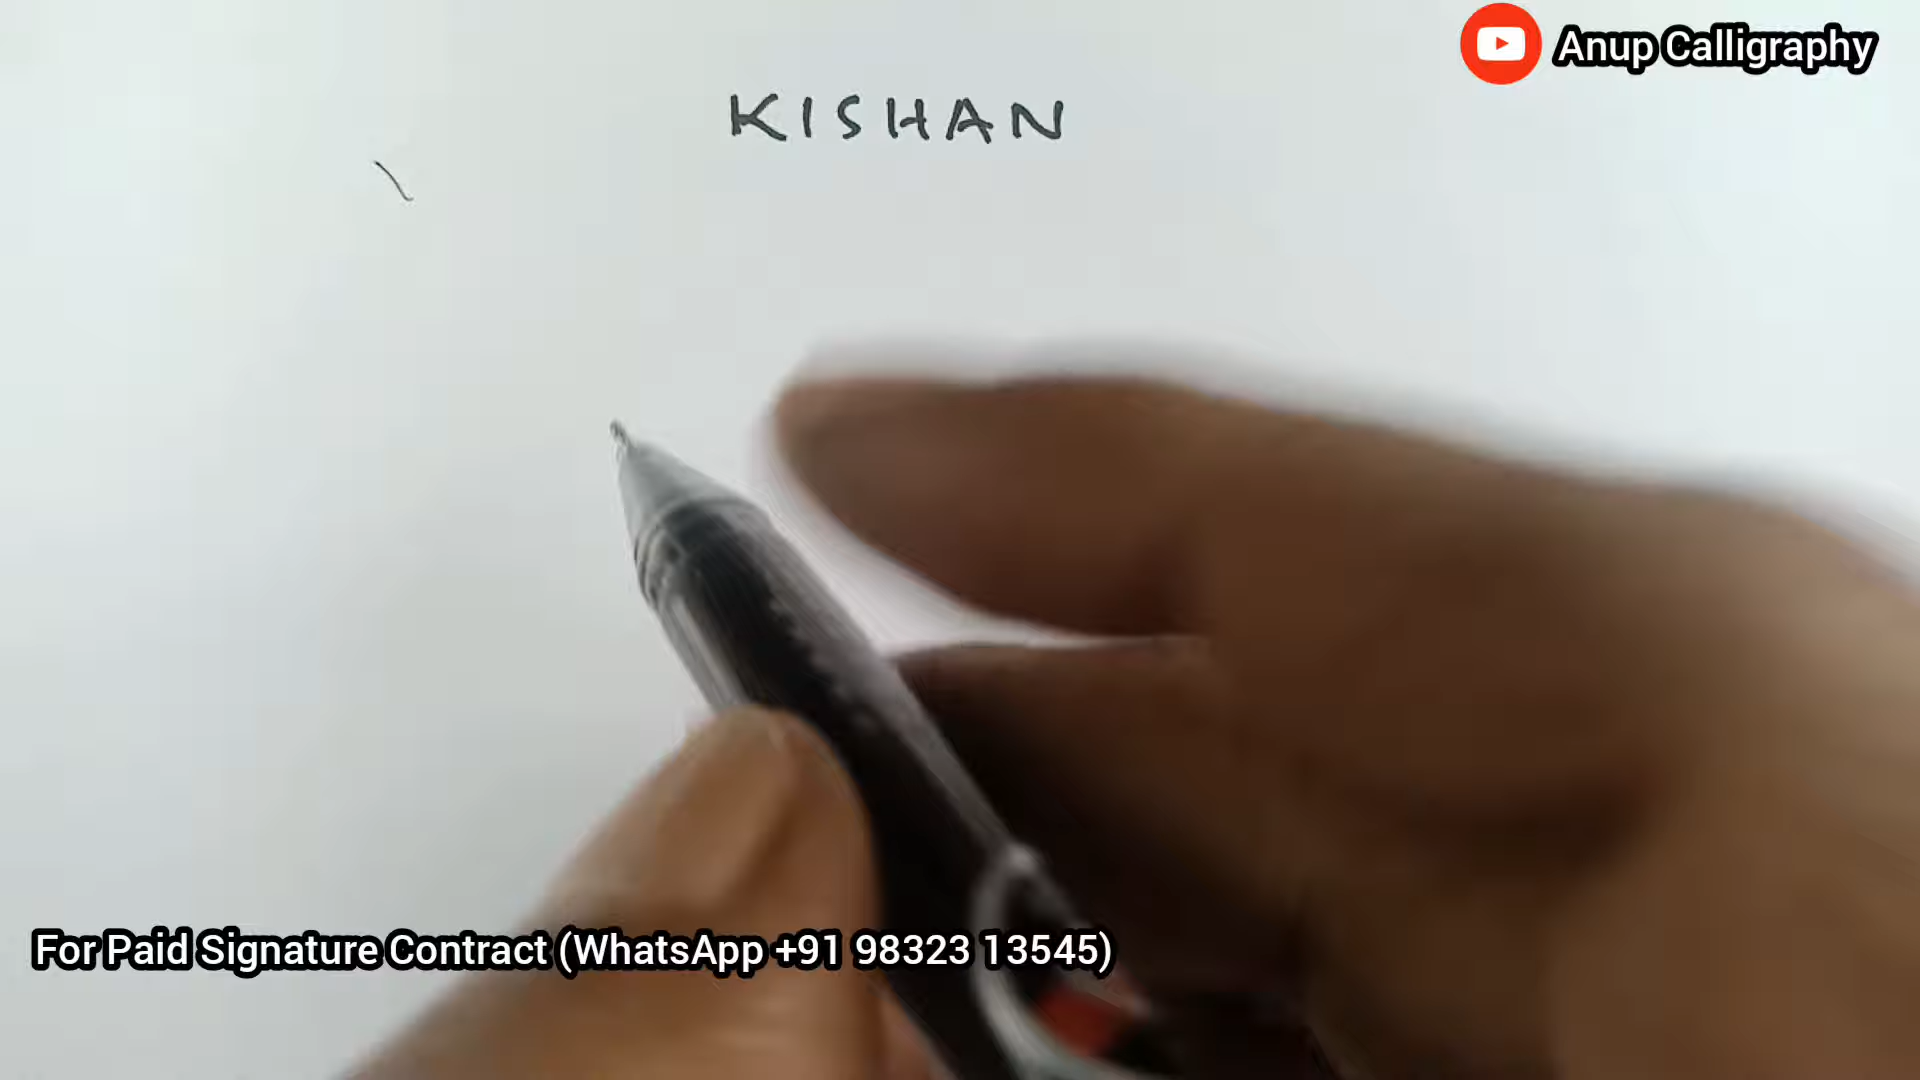 Anup Calligraphy
KISHAN
For Paid Signature Contract (WhatsApp +91 98323 13545)